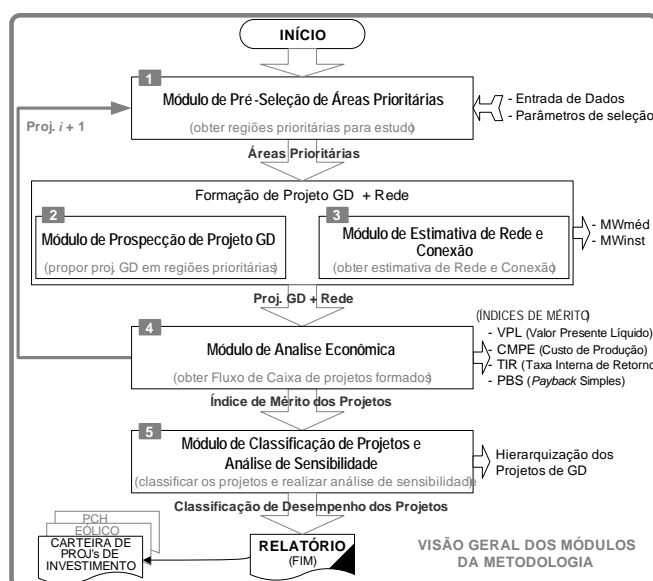 INÍCIO
1
Módulo de Pré-Seleção de Áreas Prioritárias
(obter regiões prioritárias para estudo)
- Entrada de Dados
- Parâmetros de seleção
Proj. i + 1
Áreas Prioritárias
Formação de Projeto GD + Rede
2
Módulo de Prospecção de Projeto GD
(propor proj. GD em regiões prioritárias)
3
Módulo de Estimativa de Rede e
Conexão
(obter estimativa de Rede e Conexão)
- MWméd
- MWinst
Proj. GD + Rede
4
Módulo de Analise Econômica
(obter Fluxo de Caixa de projetos formados)
(ÍNDICES DE MÉRITO)
- VPL (Valor Presente Líquido)
- CMPE (Custo de Produção)
- TIR (Taxa Interna de Retorno
- PBS (Payback Simples)
Índice de Mérito dos Projetos
5
Módulo de Classificação de Projetos e
Análise de Sensibilidade
(classificar os projetos e realizar análise de sensibilidade
Hierarquização dos
Projetos de GD
Classificação de Desempenho dos Projetos
PCH
EÓLICO
CARTEIRA DE
PROJ's DE
INVESTIMENTO
RELATÓRIO
(FIM)
VISÃO GERAL DOS MÓDULOS
DA METODOLOGIA